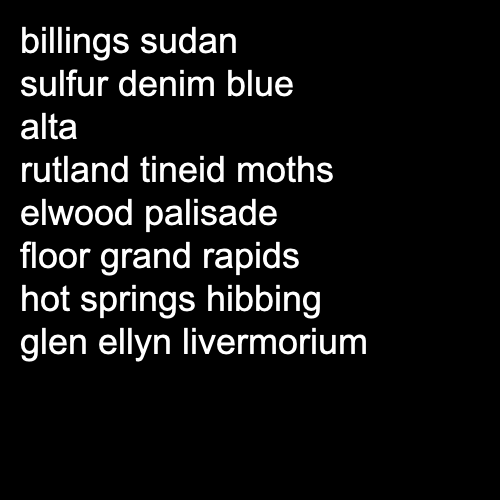 billings sudan
sulfur denim blue
alta
rutland tineid moths
elwood palisade
floor grand rapids
hot springs hibbing
glen ellyn livermorium